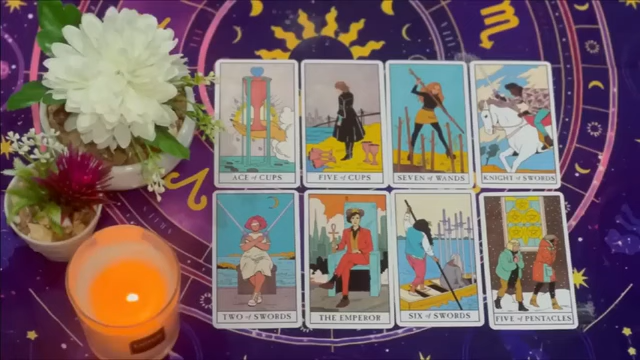 ACE of CUPS
FIVE of CUPS
SEVEN of WANDS
KNIGHT of SWORDS
TWO of SWORDS
THE EMPEROR
SIX of SWORDS
FIVE of PENTACLES